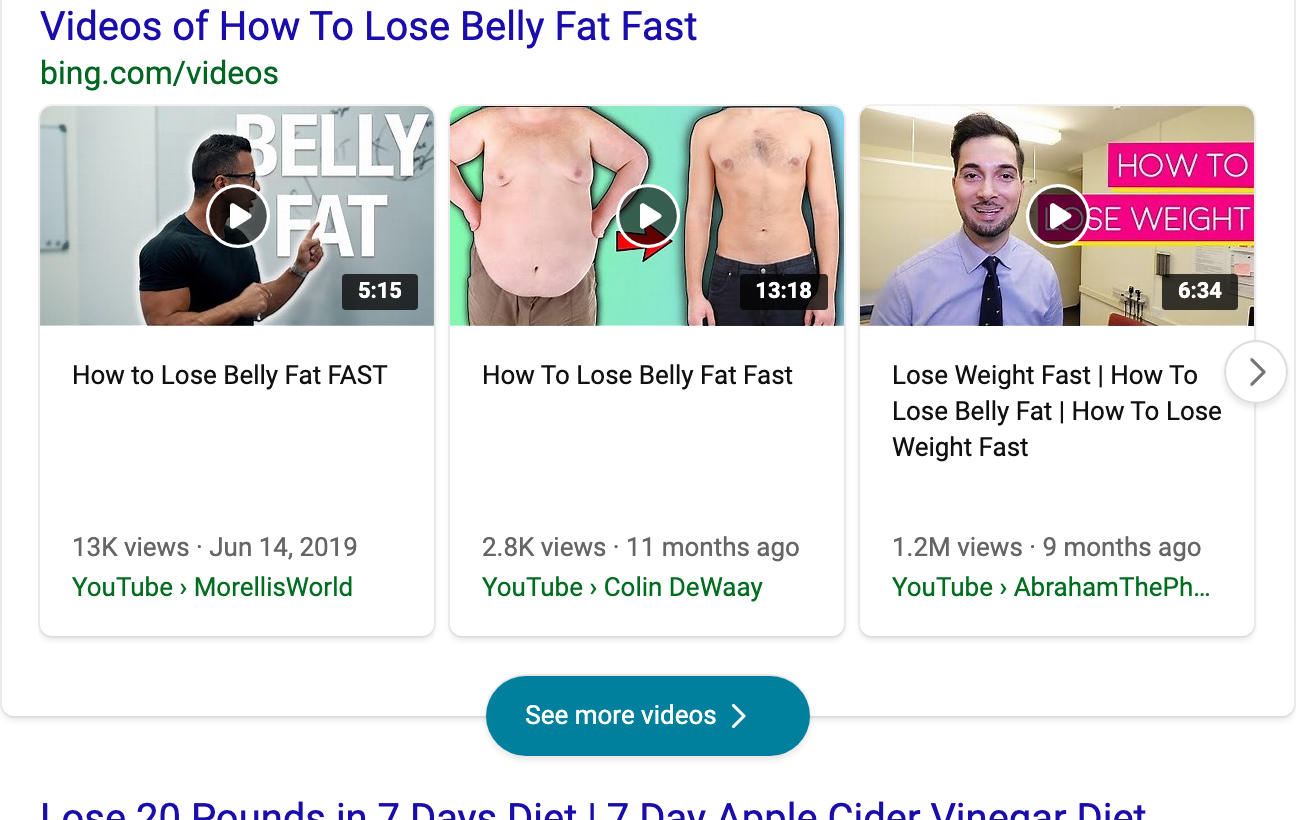 Videos of How To Lose Belly Fat Fast
bing.com/videos
BELLY
FAT
5:15
13:18
HOW TO
LOSE WEIGHT
6:34
How to Lose Belly Fat FAST
How To Lose Belly Fat Fast
Lose Weight Fast | How To
Lose Belly Fat | How To Lose
Weight Fast
13K views · Jun 14, 2019
YouTube › MorellisWorld
2.8K views · 11 months ago
YouTube › Colin DeWaay
1.2M views · 9 months ago
YouTube › AbrahamThePh...
See more videos
Lose 20 Pounds in 7 Days Diet | 7 Day Apple Cider Vinegar Diet